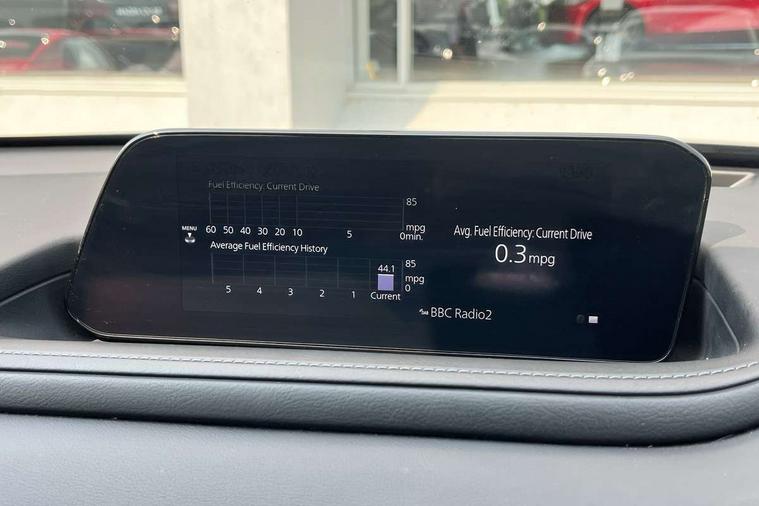 Fuel Efficiency: Current Drive
85
MENU
60 50 40 30 20 10 5 0min.
mpg
Average Fuel Efficiency History
Avg. Fuel Efficiency: Current Drive
0.3 mpg
44.1
85
mpg
0
5 4 3 2 1 Current
BBC Radio2